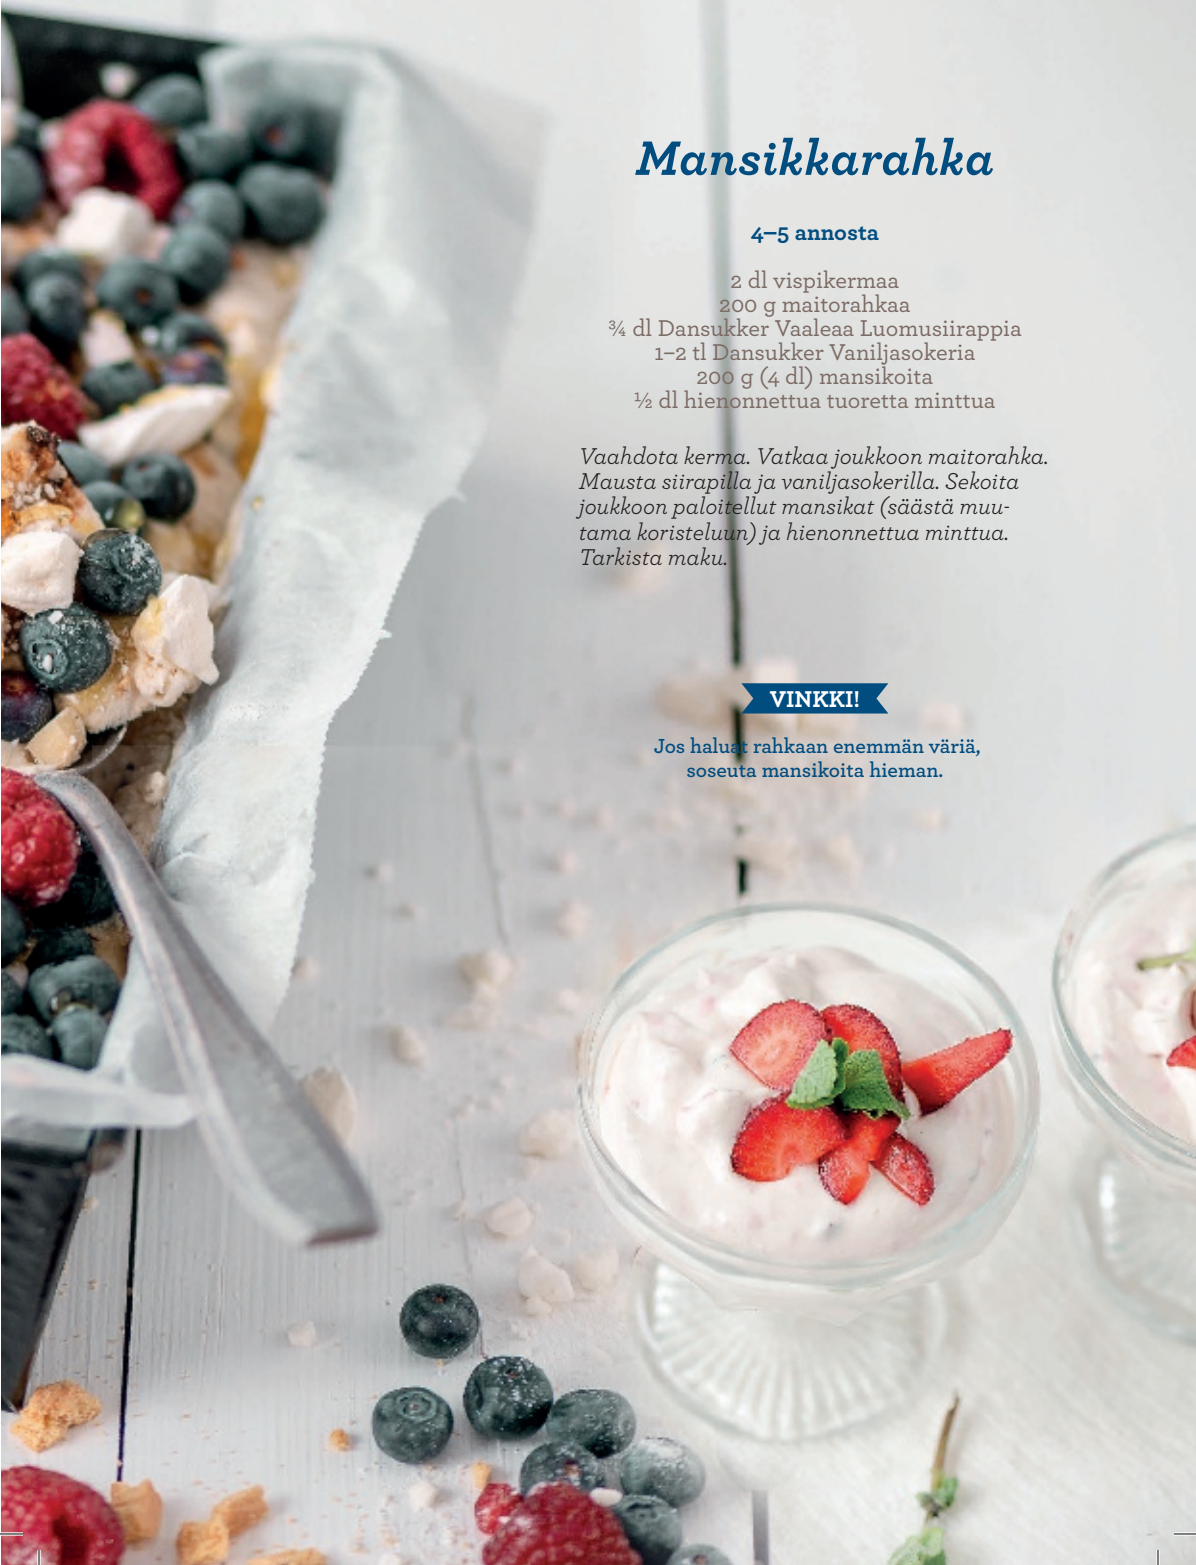 Mansikkarahka
4–5 annosta
2 dl vispikermaa
200 g maitorahkaa
¾ dl Dansukker Vaaleaa Luomusiirappia
1–2 tl Dansukker Vaniljasokeria
200 g (4 dl) mansikoita
½ dl hienonnettua tuoretta minttua
Vaahdota kerma. Vatkaa joukkoon maitorahka.
Mausta siirapilla ja vaniljasokerilla. Sekoita
joukkoon paloitellut mansikat (säästä muu-
tama koristeluun) ja hienonnettua minttua.
Tarkista maku.
VINKKI!
Jos haluat rahkaan enemmän väriä,
soseuta mansikoita hieman.